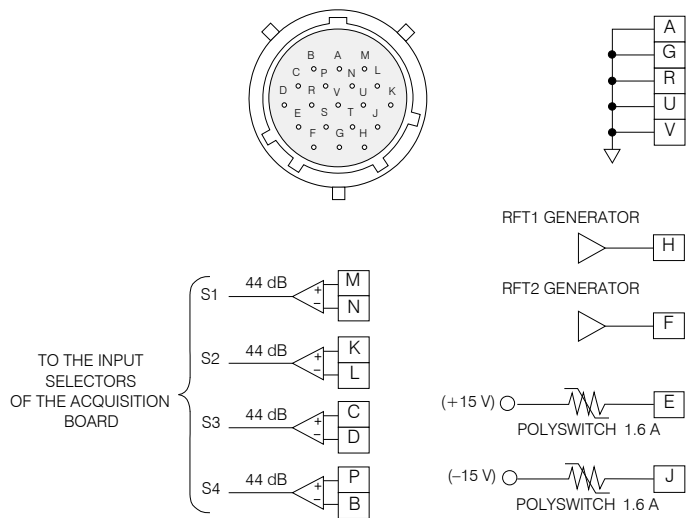 B A M
C P N L
D R V U K
E S T J
F G H
A
G
R
U
V
RFT1 GENERATOR
H
RFT2 GENERATOR
F
(+15 V)
E
POLYSWITCH 1.6 A
(−15 V)
J
POLYSWITCH 1.6 A
TO THE INPUT
SELECTORS
OF THE ACQUISITION
BOARD
S1 44 dB + − M N
S2 44 dB + − K L
S3 44 dB + − C D
S4 44 dB + − P B